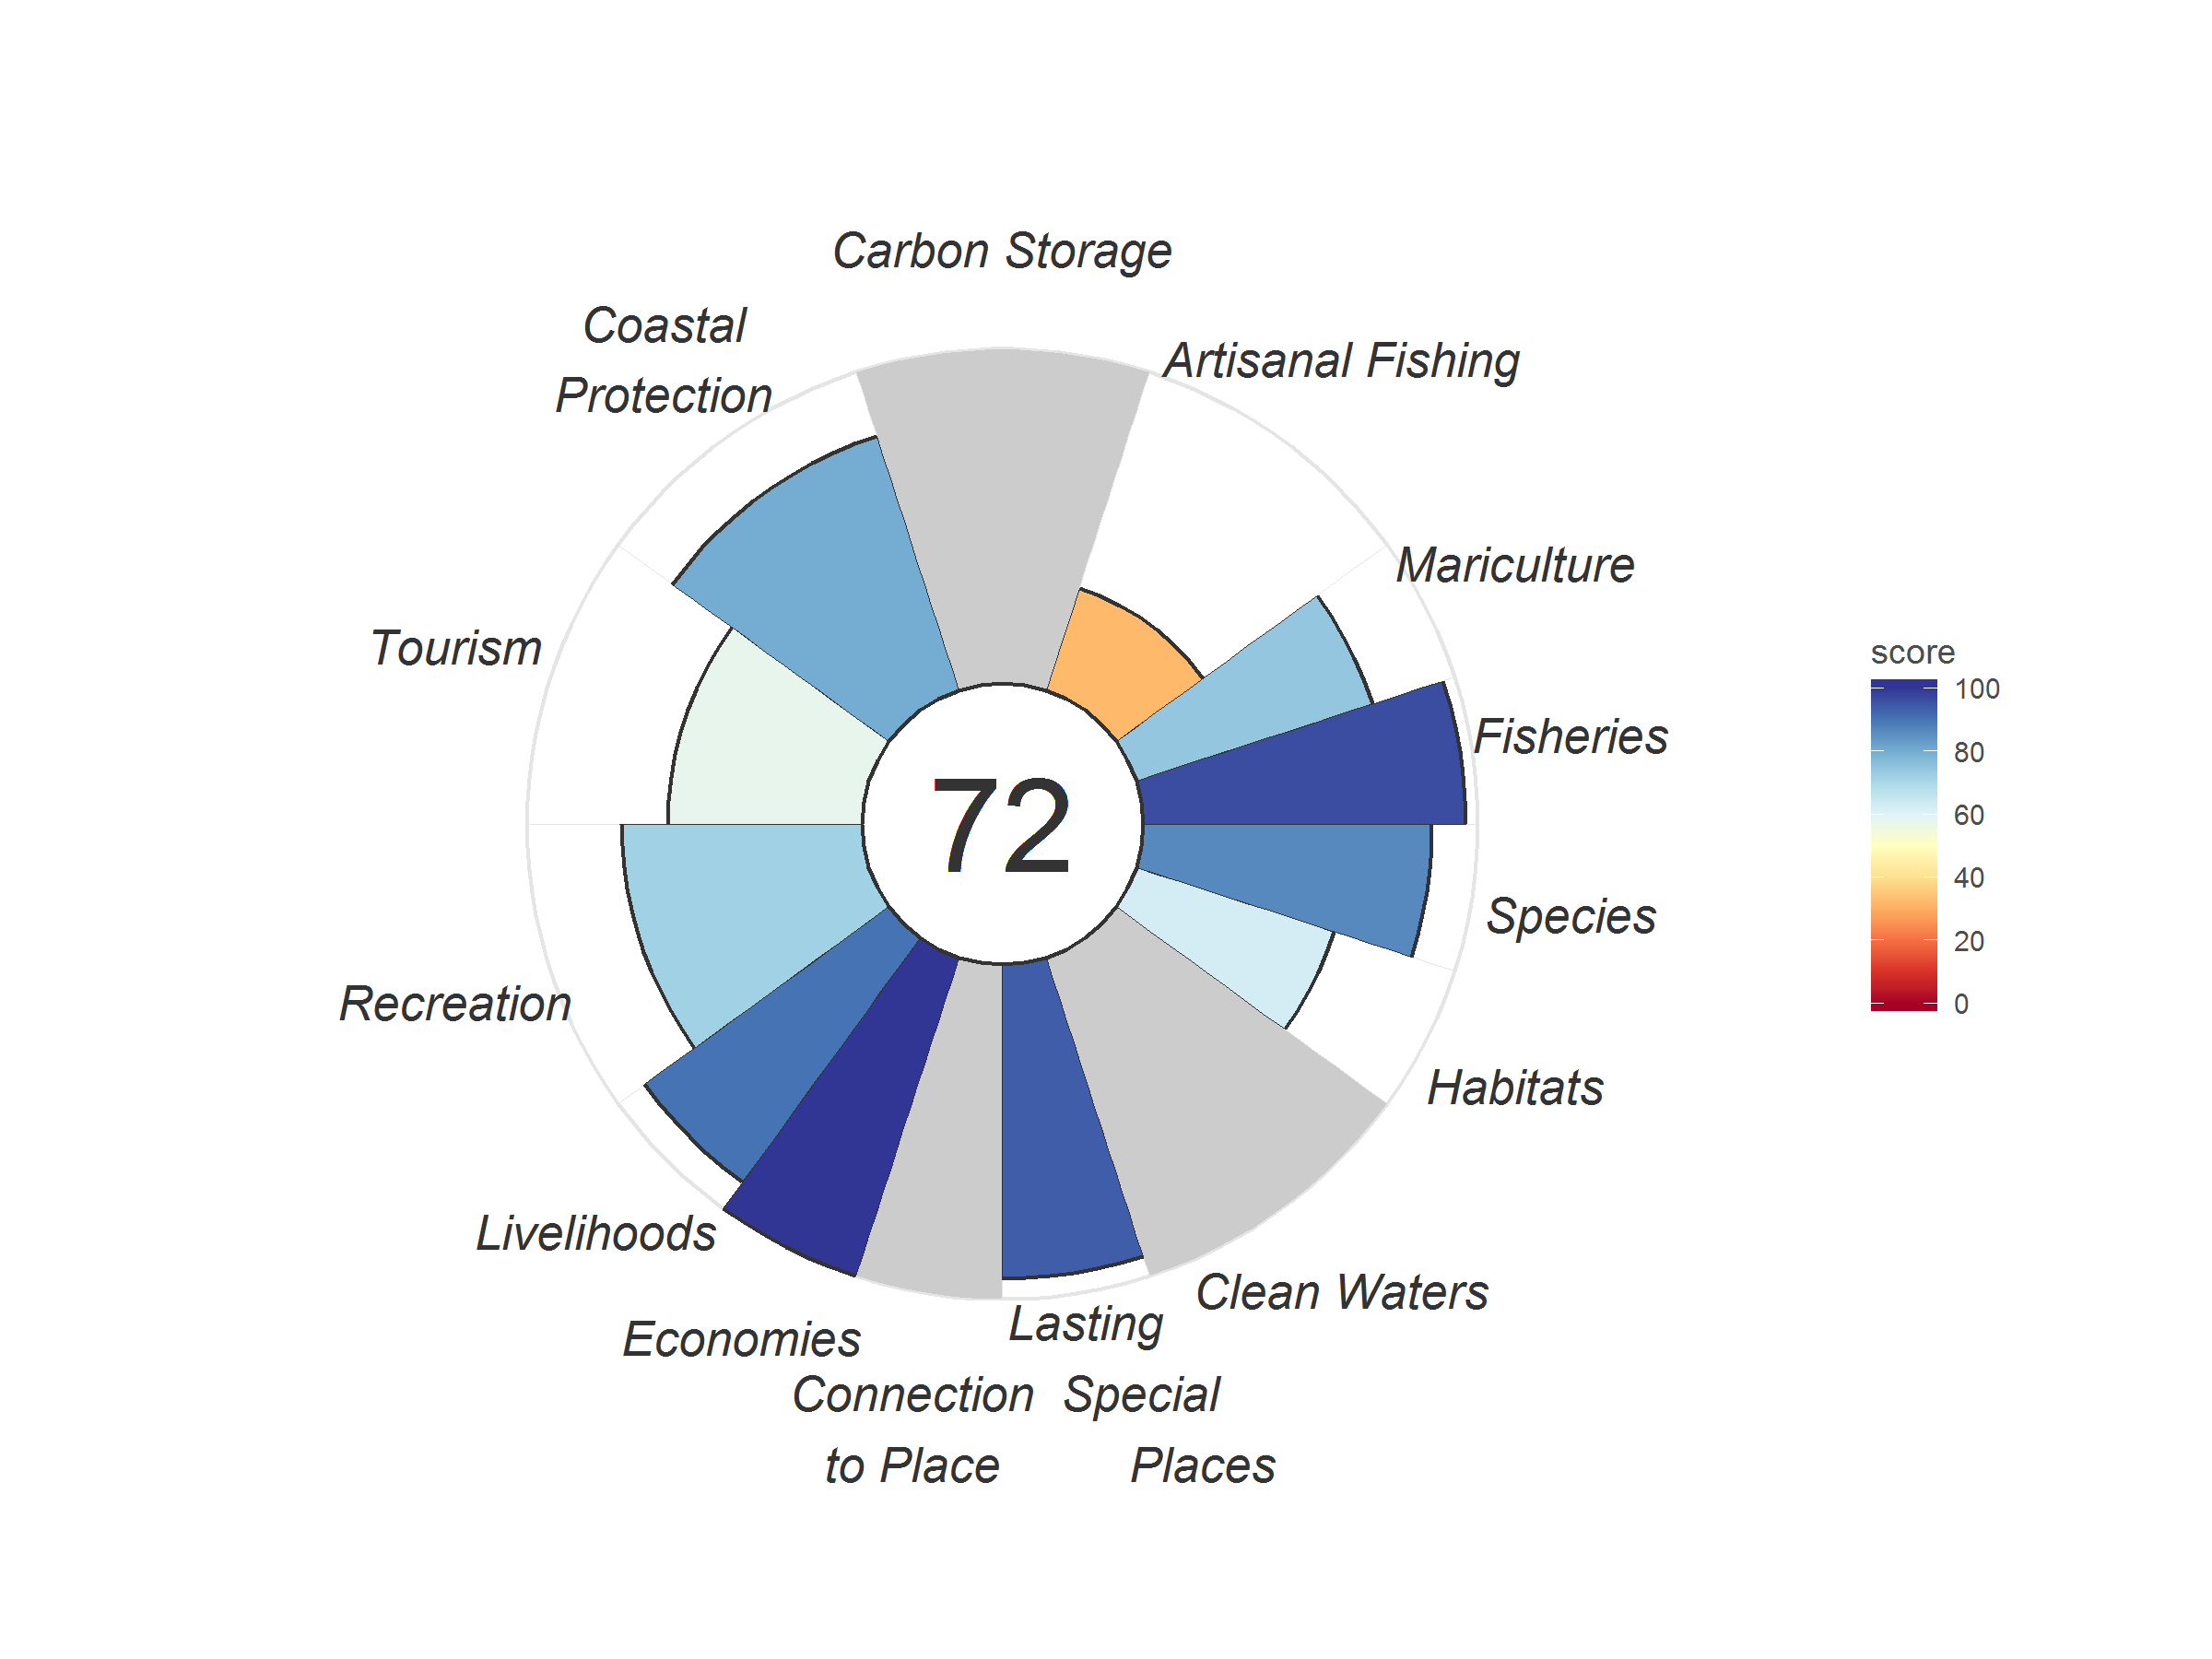 Carbon Storage
Coastal
Protection
Artisanal Fishing
Mariculture
Tourism
Fisheries
72
Species
Recreation
Habitats
Livelihoods
Clean Waters
Economies
Lasting
Special
Places
Connection
to Place
score
100
80
60
40
20
0